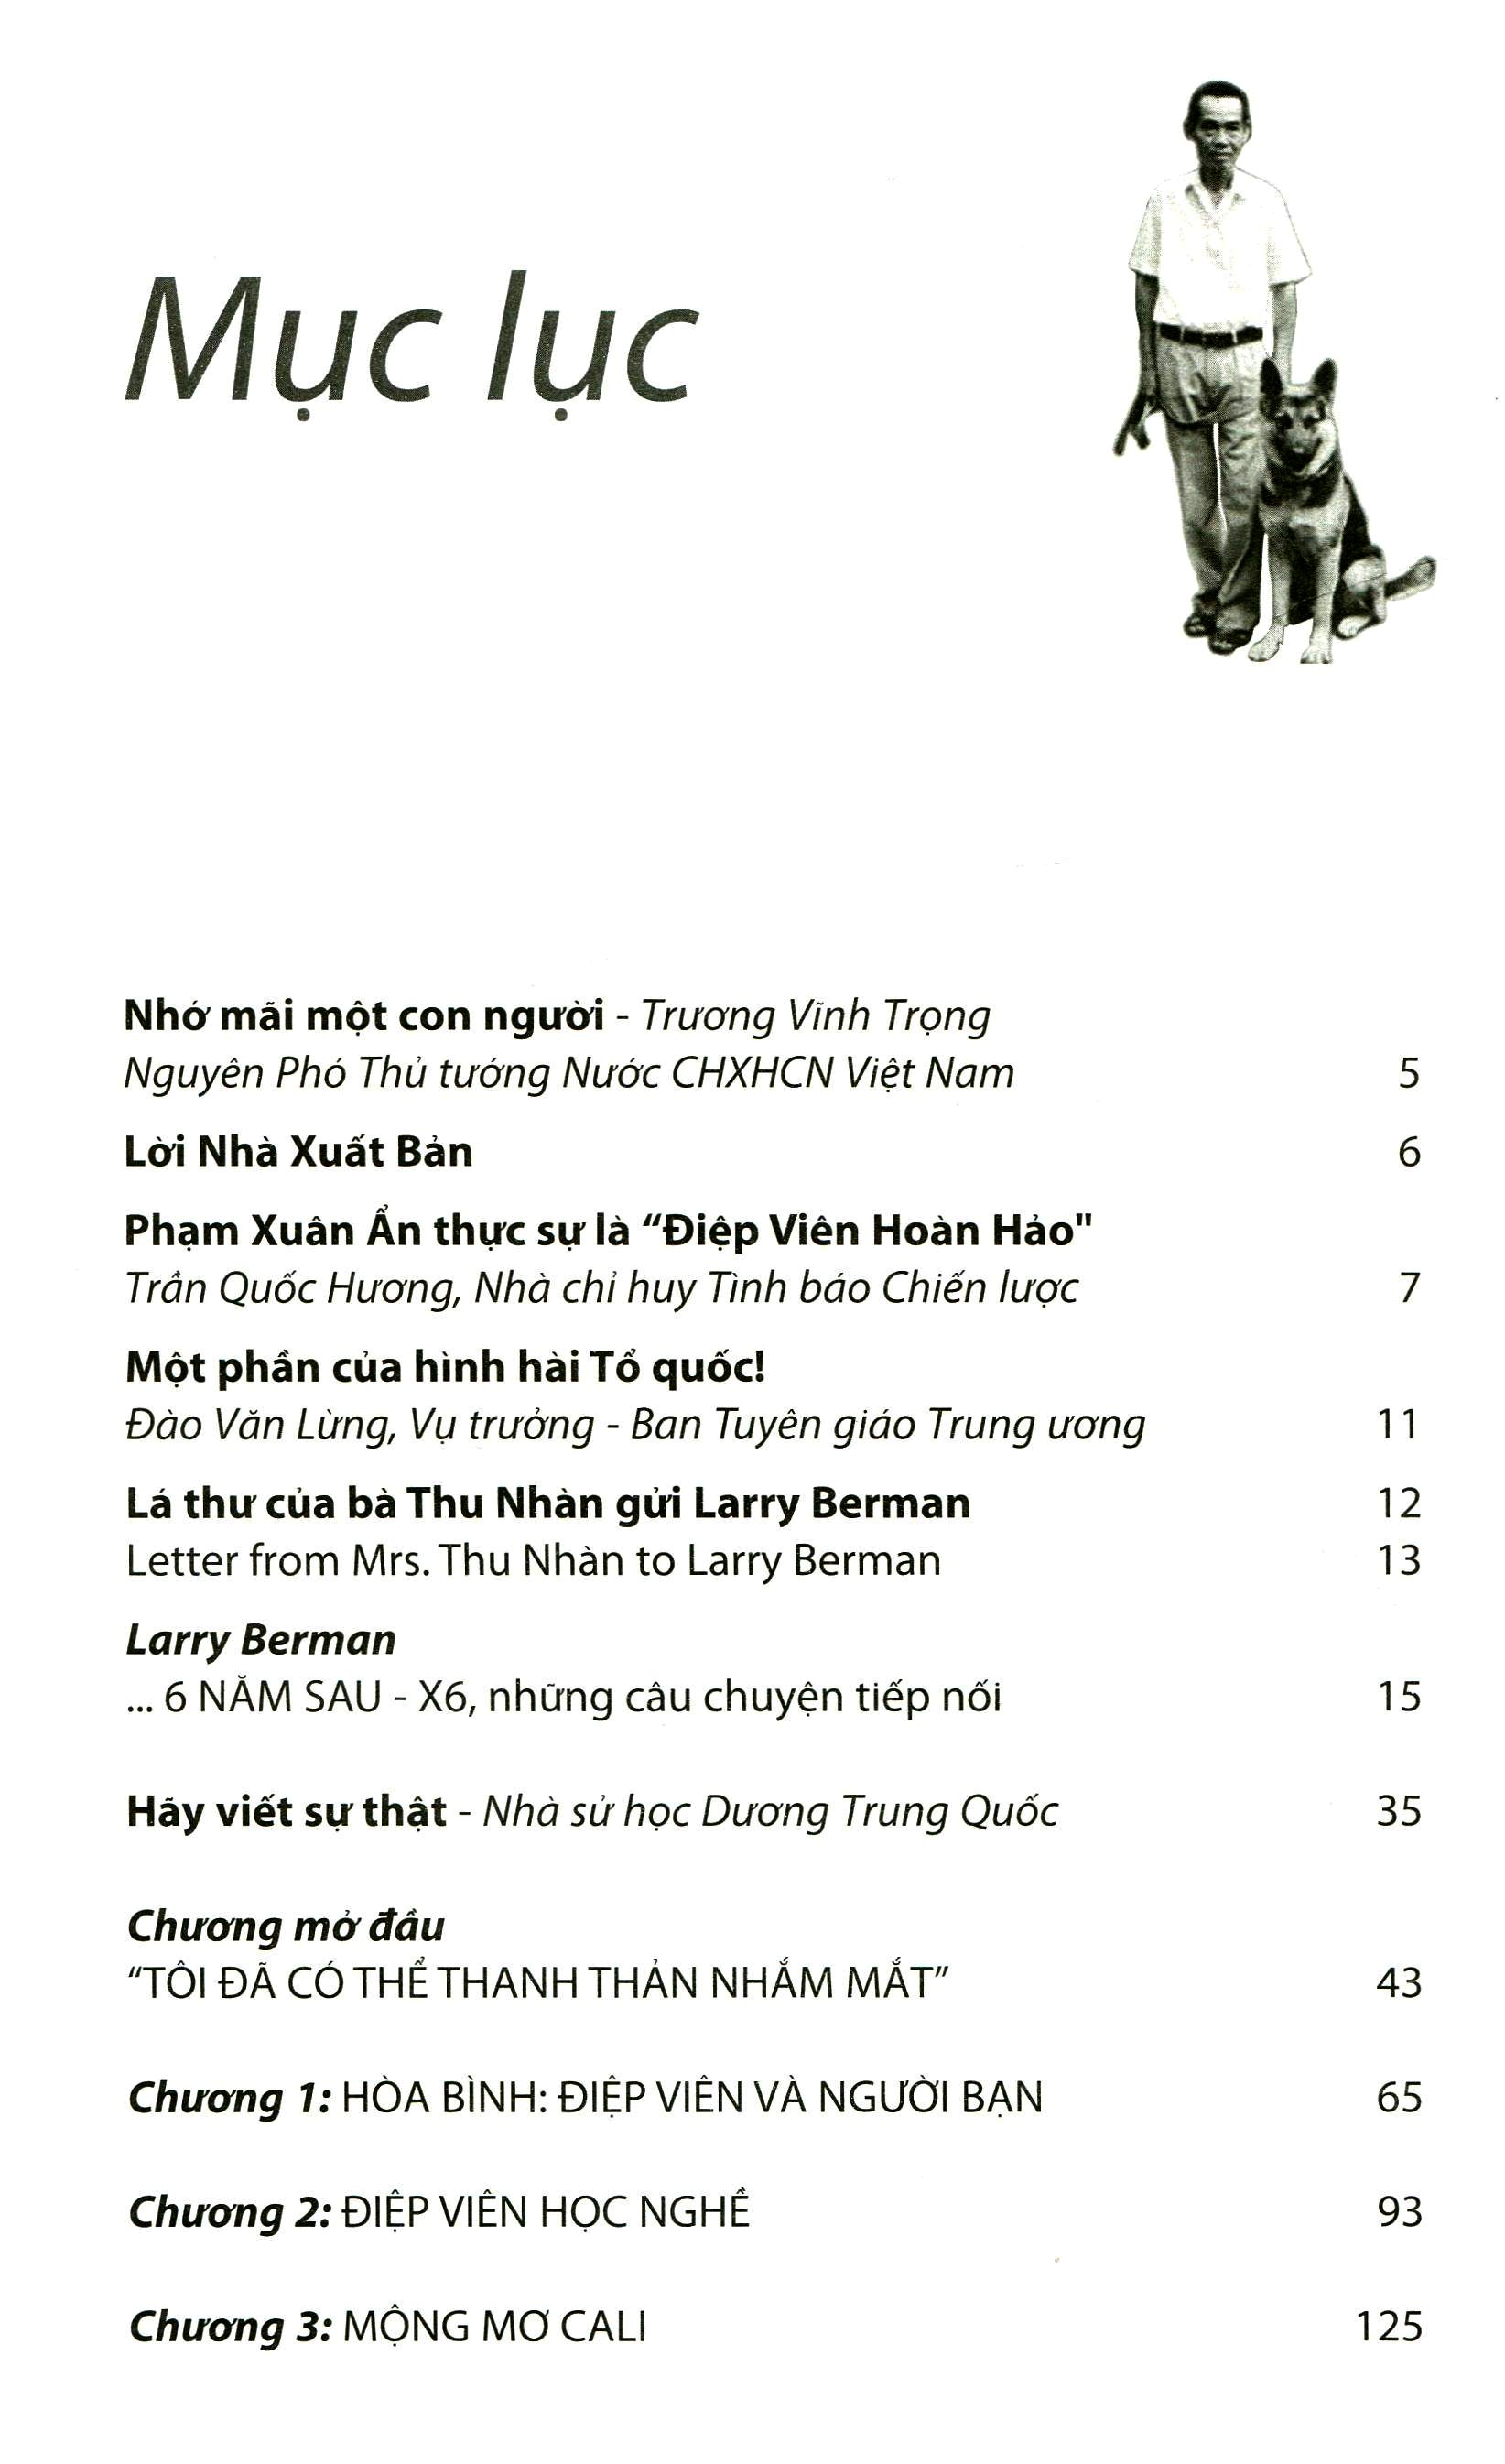 Mục lục
Nhớ mãi một con người - Trương Vĩnh Trọng
Nguyên Phó Thủ tướng Nước CHXHCN Việt Nam 5
Lời Nhà Xuất Bản 6
Phạm Xuân Ẩn thực sự là “Điệp Viên Hoàn Hảo"
Trần Quốc Hương, Nhà chỉ huy Tình báo Chiến lược 7
Một phần của hình hài Tổ quốc!
Đào Văn Lừng, Vụ trưởng - Ban Tuyên giáo Trung ương 11
Lá thư của bà Thu Nhàn gửi Larry Berman 12
Letter from Mrs. Thu Nhàn to Larry Berman 13
Larry Berman
... 6 NĂM SAU - X6, những câu chuyện tiếp nối 15
Hãy viết sự thật - Nhà sử học Dương Trung Quốc 35
Chương mở đầu
“TÔI ĐÃ CÓ THỂ THANH THẢN NHẮM MẮT” 43
Chương 1: HÒA BÌNH: ĐIỆP VIÊN VÀ NGƯỜI BẠN 65
Chương 2: ĐIỆP VIÊN HỌC NGHỀ 93
Chương 3: MỘNG MƠ CALI 125